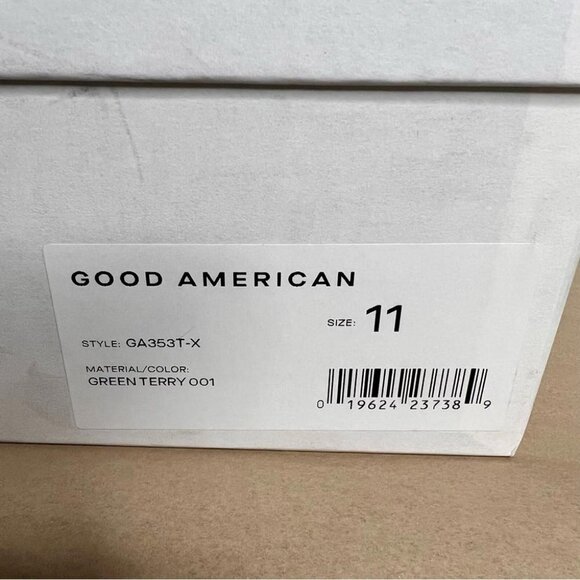 GOOD AMERICAN
SIZE: 11
STYLE: GA353T-X
MATERIAL/COLOR:
GREEN TERRY 001
0 19624 23738 9